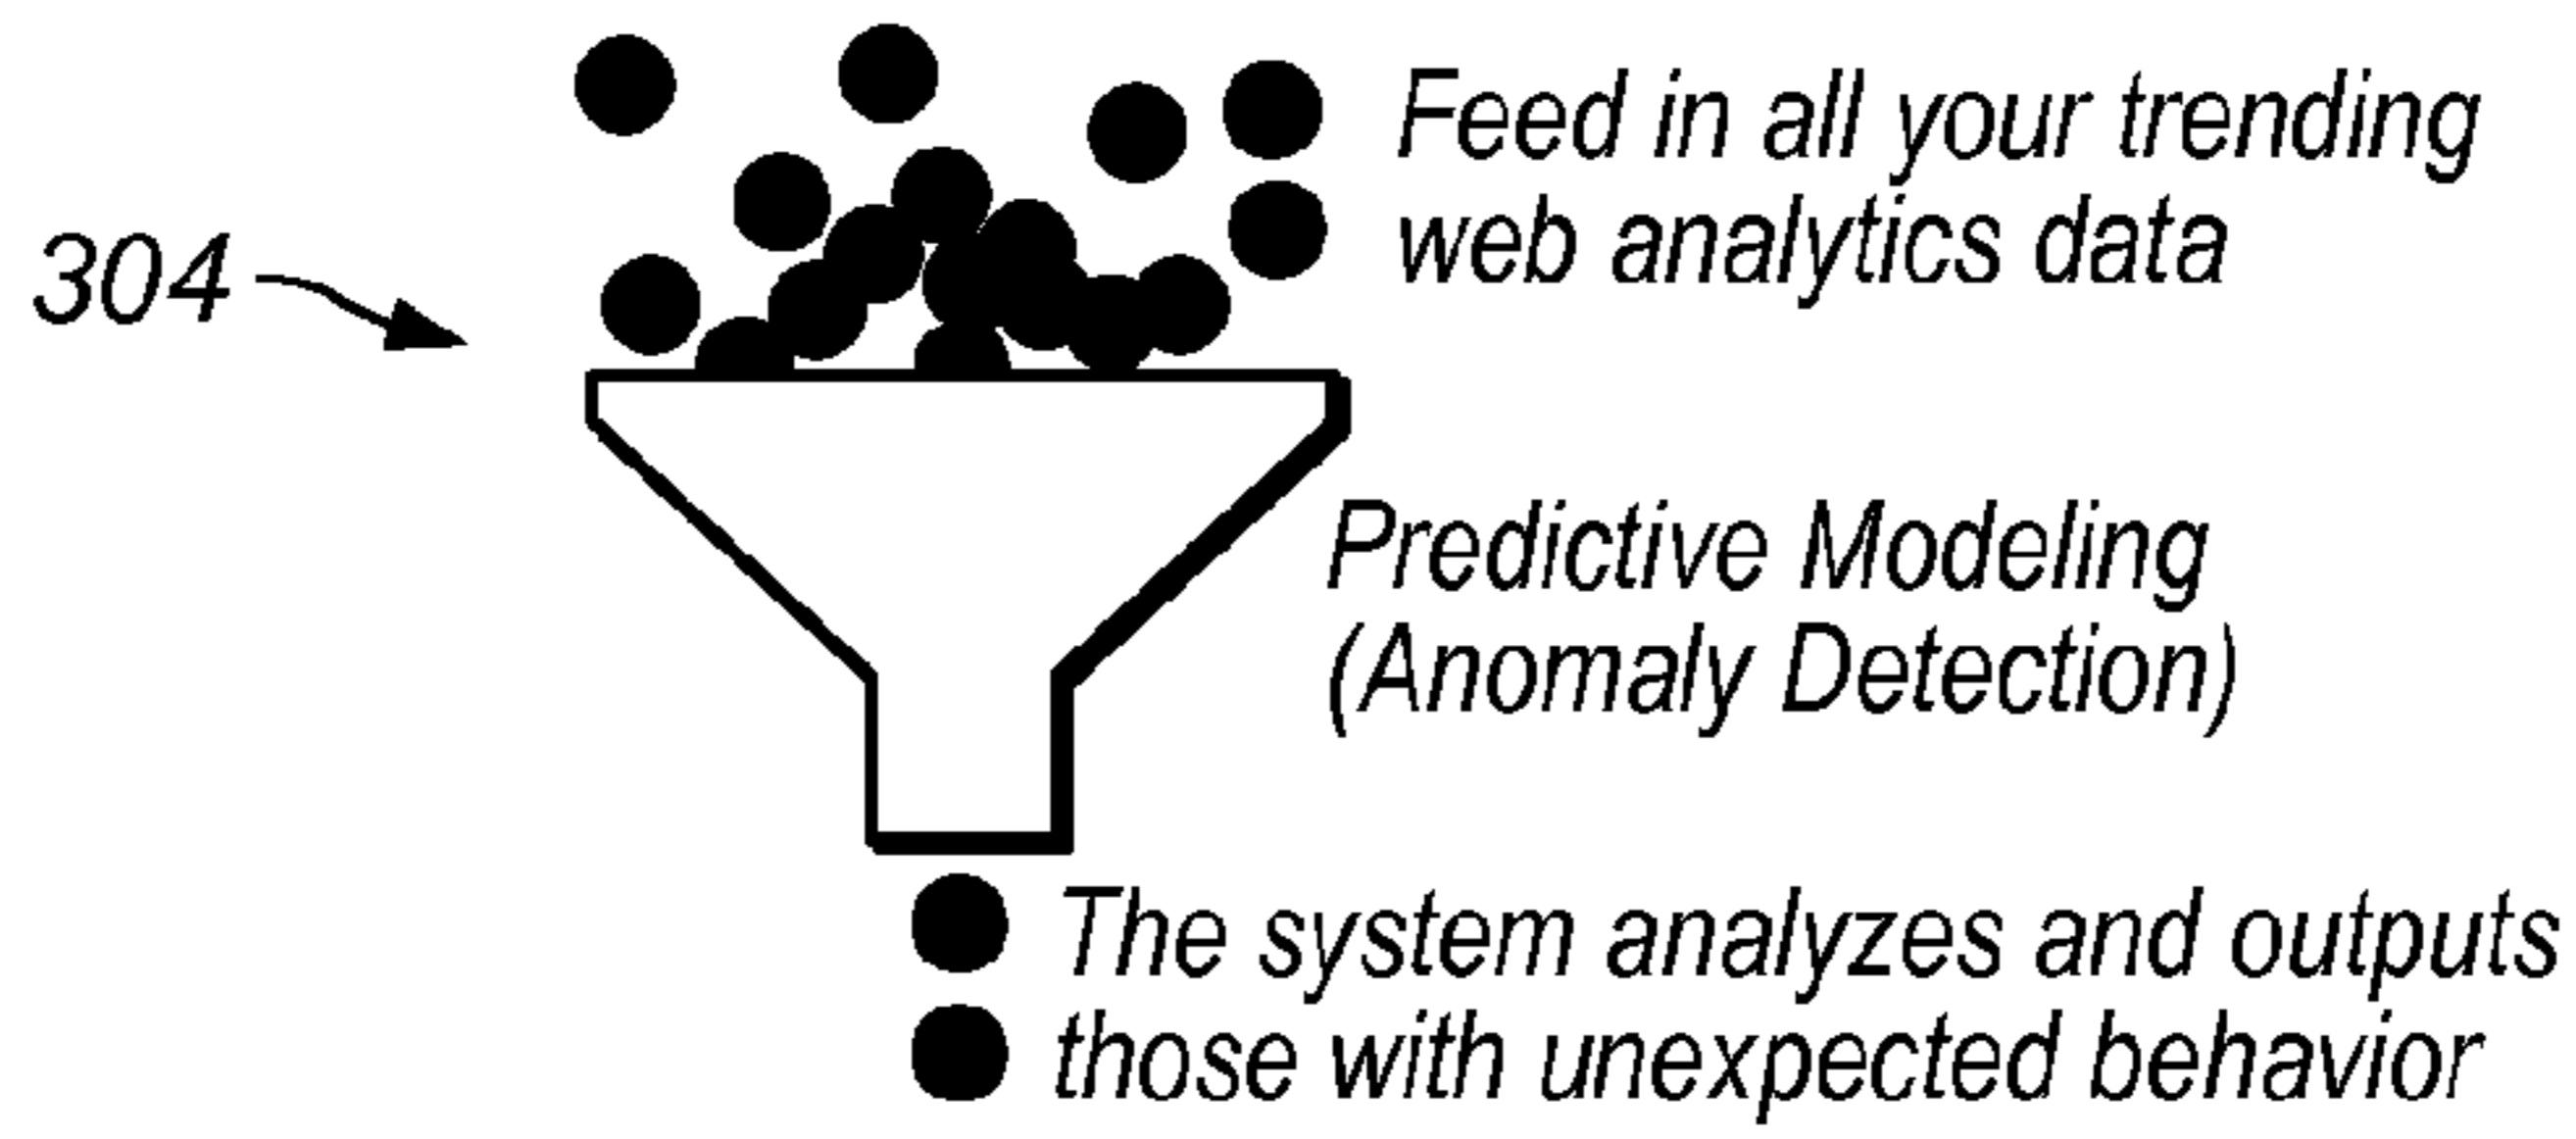 304
Feed in all your trending
web analytics data
Predictive Modeling
(Anomaly Detection)
The system analyzes and outputs
those with unexpected behavior